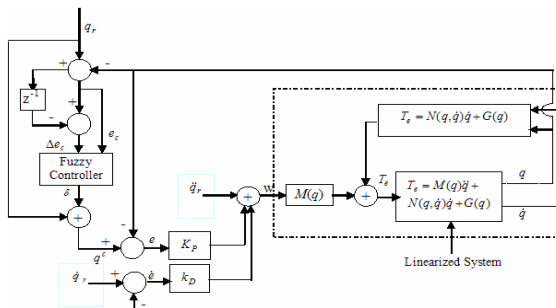 q_r
+
-
z^{-1}
+
-
Δe_c
e_c
Fuzzy
Controller
δ
+
+
-
q^c
e
K_P
q̇_r
+
ė
k_D
-
q̈_r
+
w
M(q)
+
T_e
T_e = N(q,q̇)q̇+G(q)
T_e = M(q)q̈+
N(q,q̇)q̇+G(q)
q
q̇
Linearized System